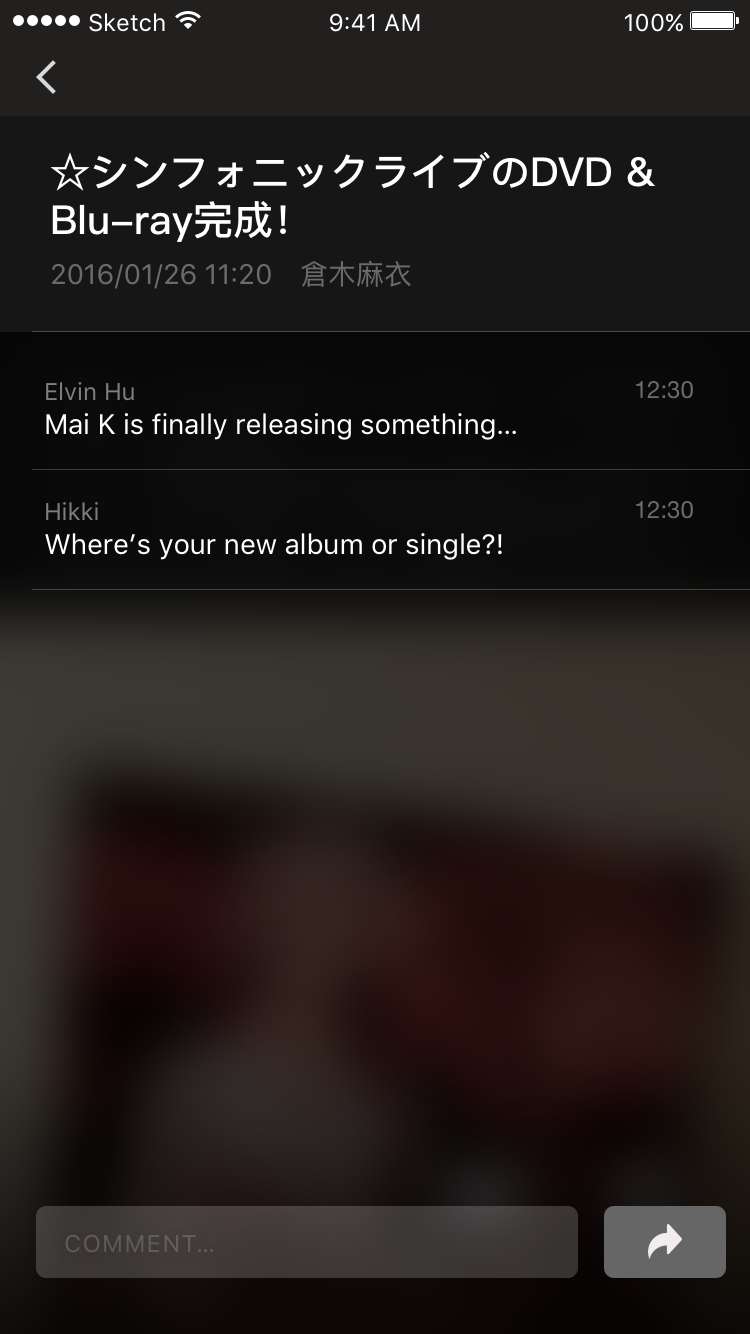 Sketch 9:41 AM 100%
☆シンフォニックライブのDVD &
Blu-ray完成!
2016/01/26 11:20 倉木麻衣
Elvin Hu 12:30
Mai K is finally releasing something...
Hikki 12:30
Where's your new album or single?!
COMMENT...